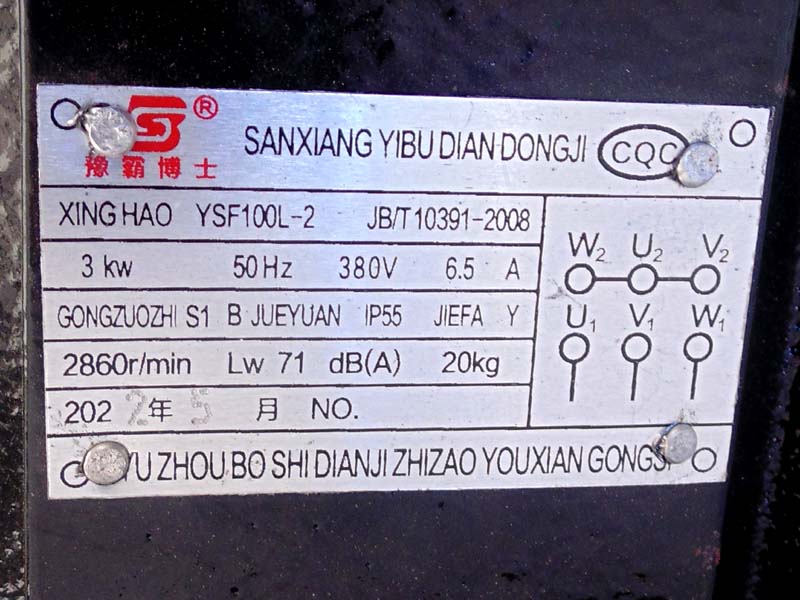 ®
豫霸博士
SANXIANG YIBU DIAN DONGJI CQC
XING HAO YSF100L-2 JB/T10391-2008
3 kw 50Hz 380V 6.5 A
GONGZUOZHI S1 B JUEYUAN IP55 JIEFA Y
2860r/min Lw 71 dB(A) 20kg
2022年5月 NO.
W2 U2 V2
U1 V1 W1
YU ZHOU BO SHI DIANJI ZHIZAO YOUXIAN GONGSI